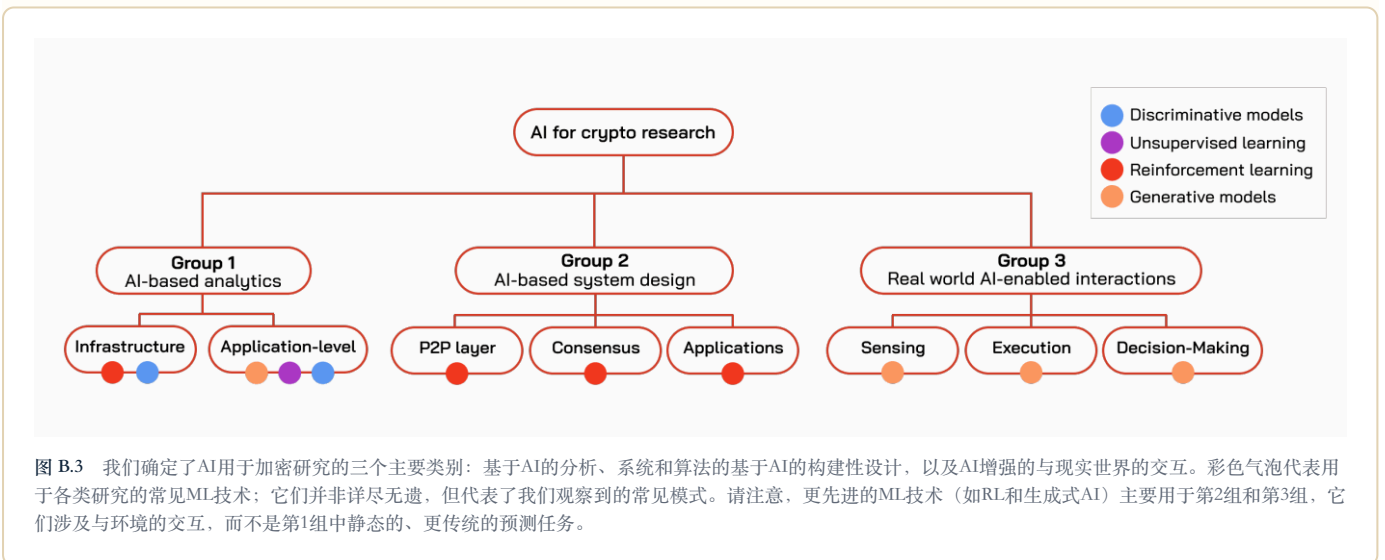 AI for crypto research
Discriminative models
Unsupervised learning
Reinforcement learning
Generative models
Group 1
AI-based analytics
Group 2
AI-based system design
Group 3
Real world AI-enabled interactions
Infrastructure
Application-level
P2P layer
Consensus
Applications
Sensing
Execution
Decision-Making
图 B.3 我们确定了AI用于加密研究的三个主要类别：基于AI的分析、系统和算法的基于AI的构建性设计，以及AI增强的与现实世界的交互。彩色气泡代表用
于各类研究的常见ML技术；它们并非详尽无遗，但代表了我们观察到的常见模式。请注意，更先进的ML技术（如RL和生成式AI）主要用于第2组和第3组，它
们涉及与环境的交互，而不是第1组中静态的、更传统的预测任务。